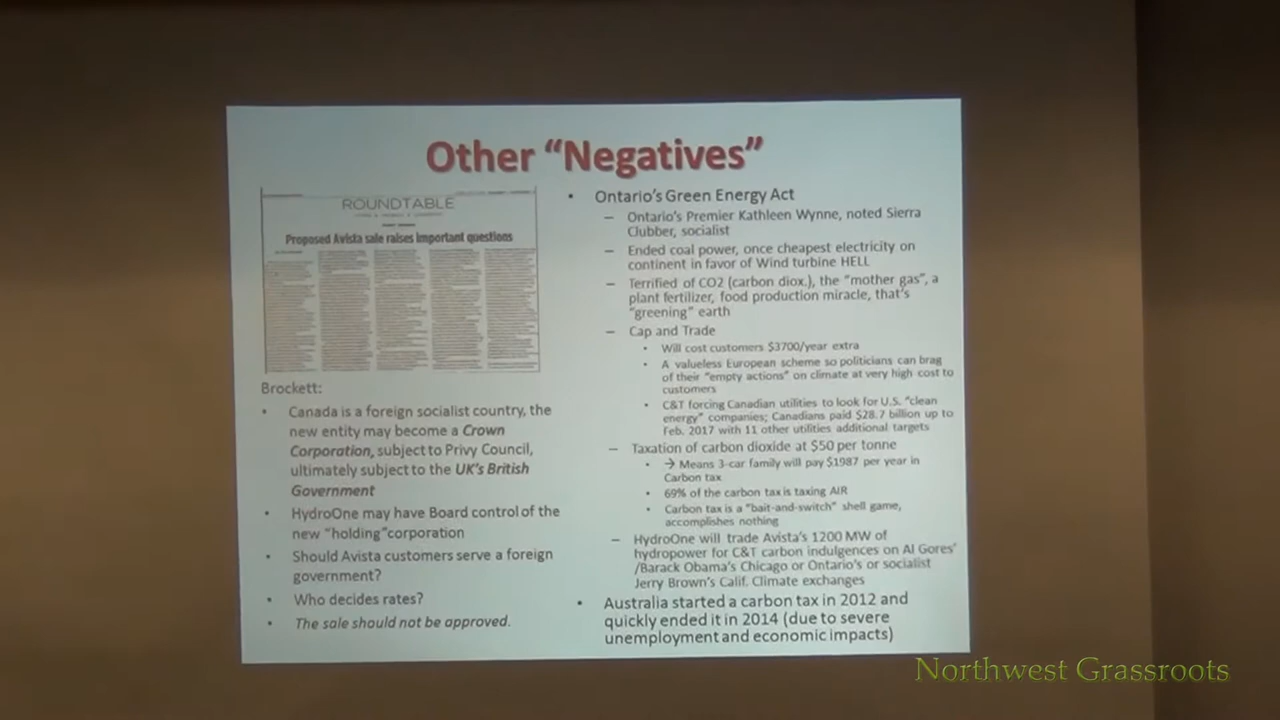 Other “Negatives”
ROUNDTABLE
Proposed Avista sale raises important questions
Brockett:
• Canada is a foreign socialist country, the
new entity may become a Crown
Corporation, subject to Privy Council,
ultimately subject to the UK’s British
Government
• HydroOne may have Board control of the
new “holding”corporation
• Should Avista customers serve a foreign
government?
• Who decides rates?
• The sale should not be approved.
• Ontario’s Green Energy Act
– Ontario’s Premier Kathleen Wynne, noted Sierra
Clubber, socialist
– Ended coal power, once cheapest electricity on
continent in favor of Wind turbine HELL
– Terrified of CO2 (carbon diox.), the “mother gas”, a
plant fertilizer, food production miracle, that’s
“greening” earth
– Cap and Trade
• Will cost customers $3700/year extra
• A valueless European scheme so politicians can brag
of their “empty actions” on climate at very high cost to
customers
• C&T forcing Canadian utilities to look for U.S. “clean
energy” companies; Canadians paid $28.7 billion up to
Feb. 2017 with 11 other utilities additional targets
– Taxation of carbon dioxide at $50 per tonne
• → Means 3-car family will pay $1987 per year in
Carbon tax
• 69% of the carbon tax is taxing AIR
• Carbon tax is a “bait-and-switch” shell game,
accomplishes nothing
– HydroOne will trade Avista’s 1200 MW of
hydropower for C&T carbon indulgences on Al Gores’
/Barack Obama’s Chicago or Ontario’s or socialist
Jerry Brown’s Calif. Climate exchanges
• Australia started a carbon tax in 2012 and
quickly ended it in 2014 (due to severe
unemployment and economic impacts)
Northwest Grassroots